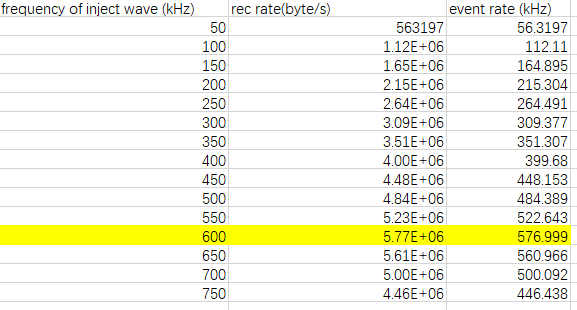 frequency of inject wave (kHz) rec rate(byte/s) event rate (kHz)
50 563197 56.3197
100 1.12E+06 112.11
150 1.65E+06 164.895
200 2.15E+06 215.304
250 2.64E+06 264.491
300 3.09E+06 309.377
350 3.51E+06 351.307
400 4.00E+06 399.68
450 4.48E+06 448.153
500 4.84E+06 484.389
550 5.23E+06 522.643
600 5.77E+06 576.999
650 5.61E+06 560.966
700 5.00E+06 500.092
750 4.46E+06 446.438